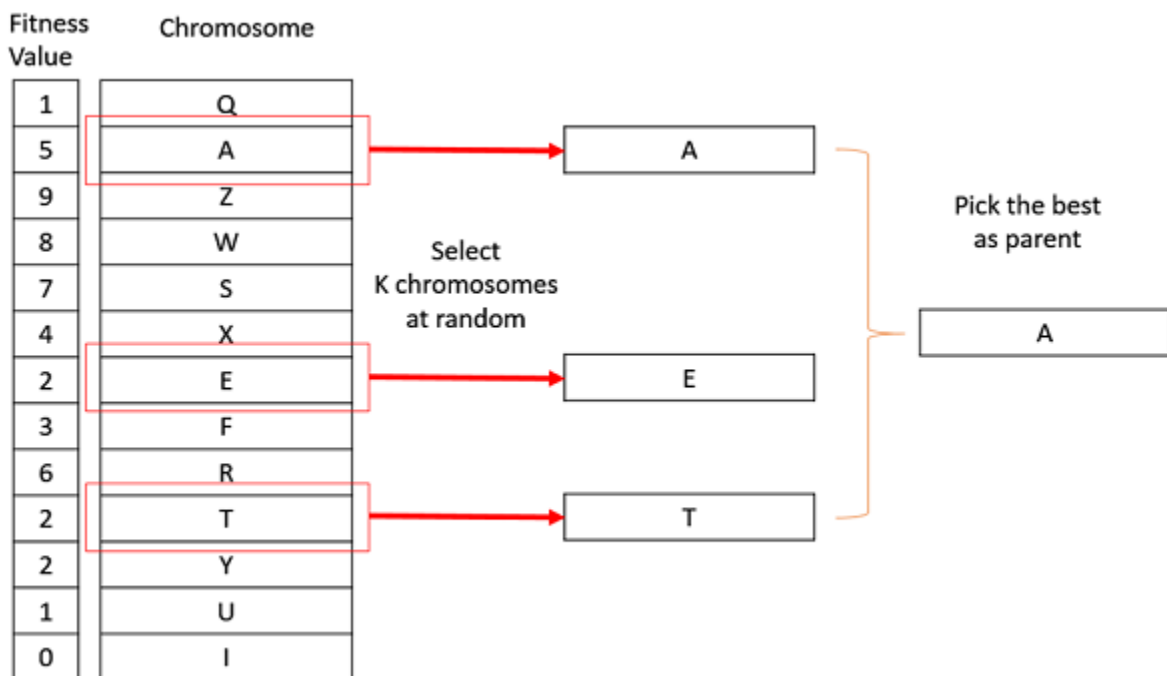 Fitness
Value
Chromosome
1 Q
5 A
9 Z
8 W
7 S
4 X
2 E
3 F
6 R
2 T
2 Y
1 U
0 I
Select
K chromosomes
at random
A
E
T
Pick the best
as parent
A